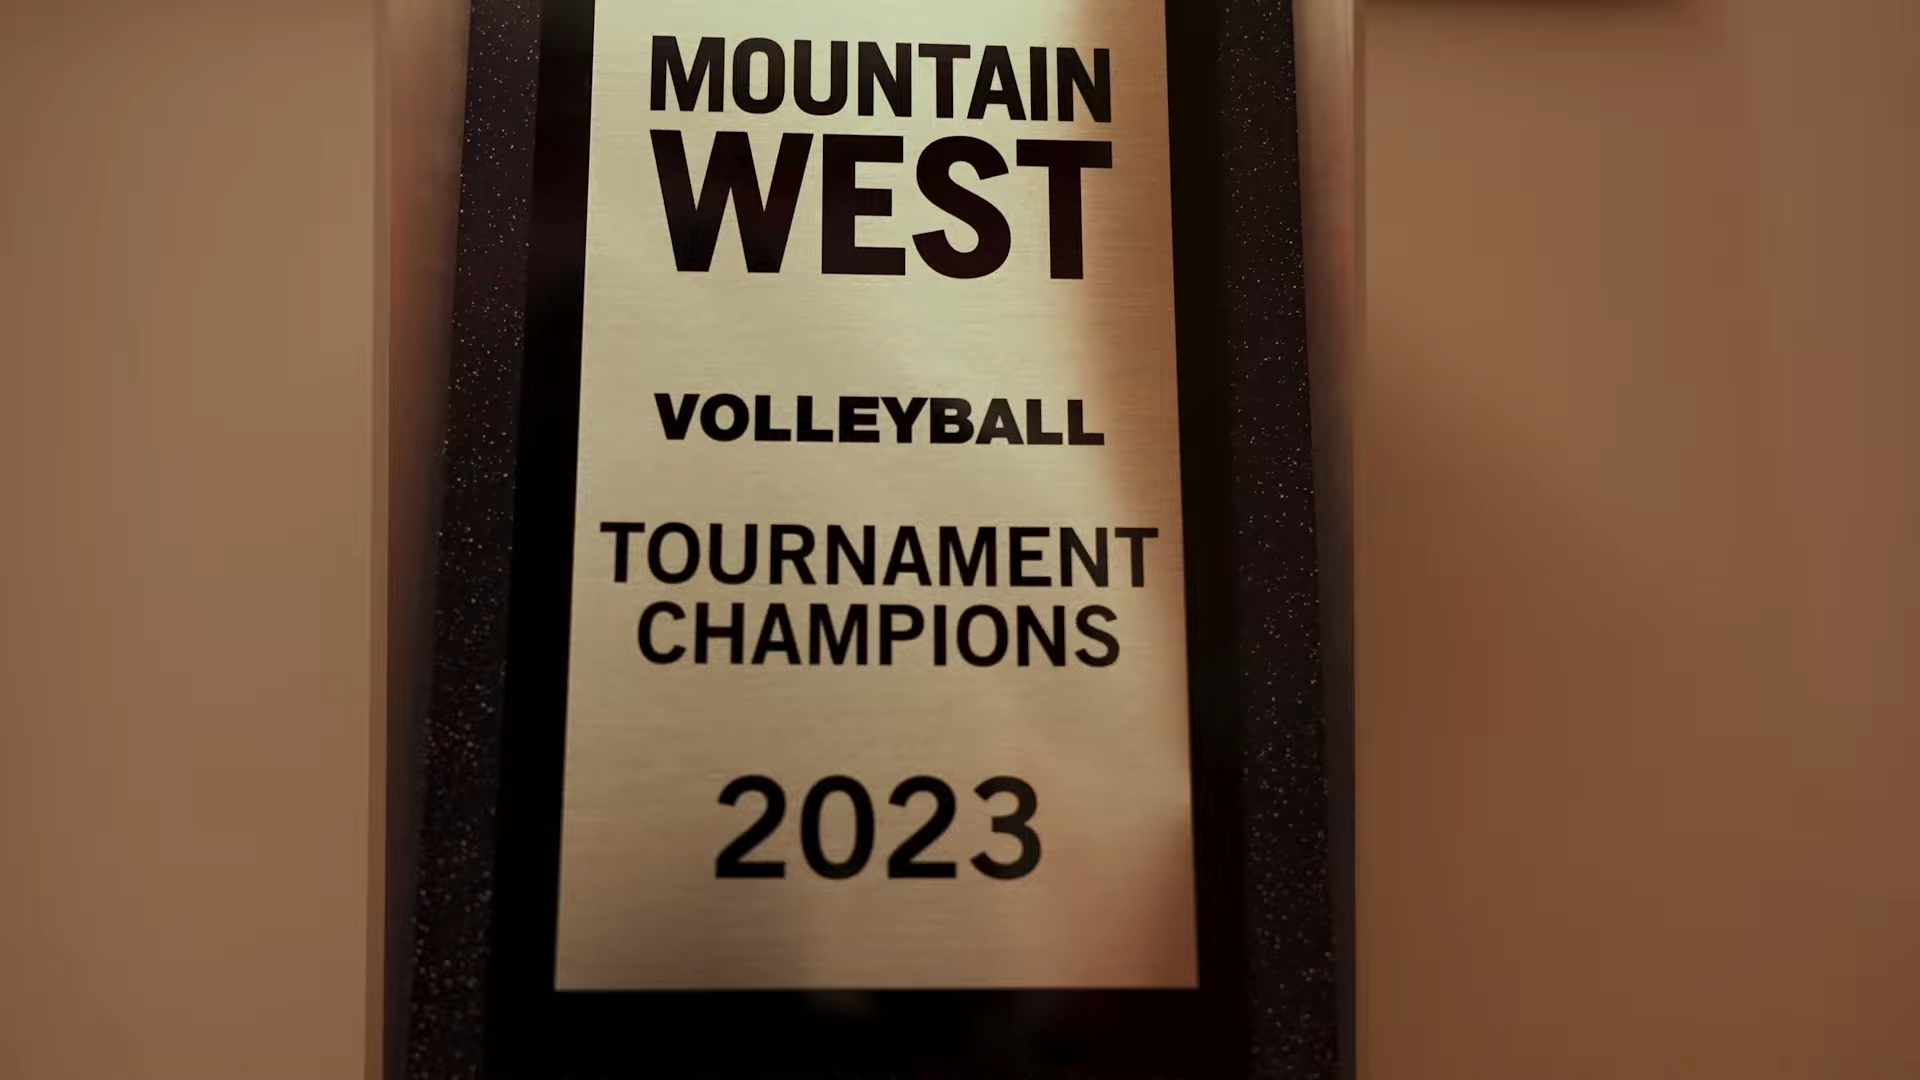 MOUNTAIN
WEST
VOLLEYBALL
TOURNAMENT
CHAMPIONS
2023